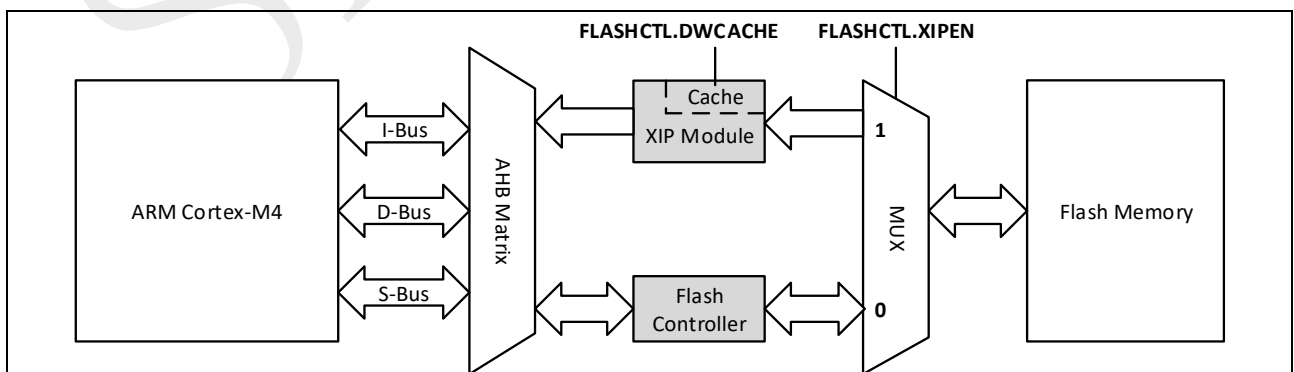 FLASHCTL.DWCACHE
FLASHCTL.XIPEN
ARM Cortex-M4
I-Bus
D-Bus
S-Bus
AHB Matrix
Cache
XIP Module
Flash
Controller
1
0
MUX
Flash Memory